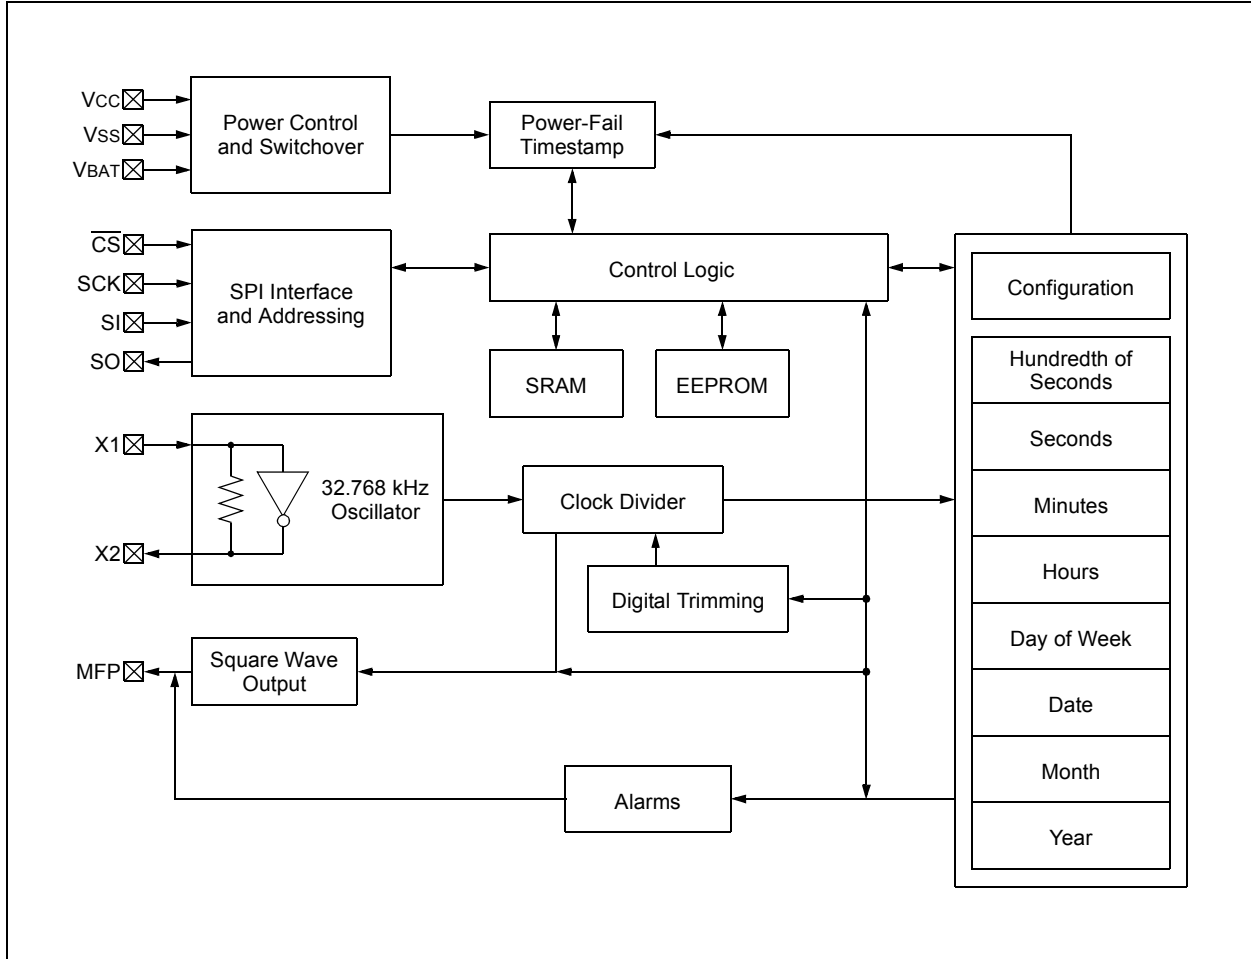 VCC
VSS
VBAT
Power Control
and Switchover
Power-Fail
Timestamp
CS
SCK
SI
SO
SPI Interface
and Addressing
Control Logic
SRAM
EEPROM
Configuration
Hundredth of
Seconds
Seconds
Minutes
Hours
Day of Week
Date
Month
Year
X1
X2
32.768 kHz
Oscillator
Clock Divider
Digital Trimming
MFP
Square Wave
Output
Alarms